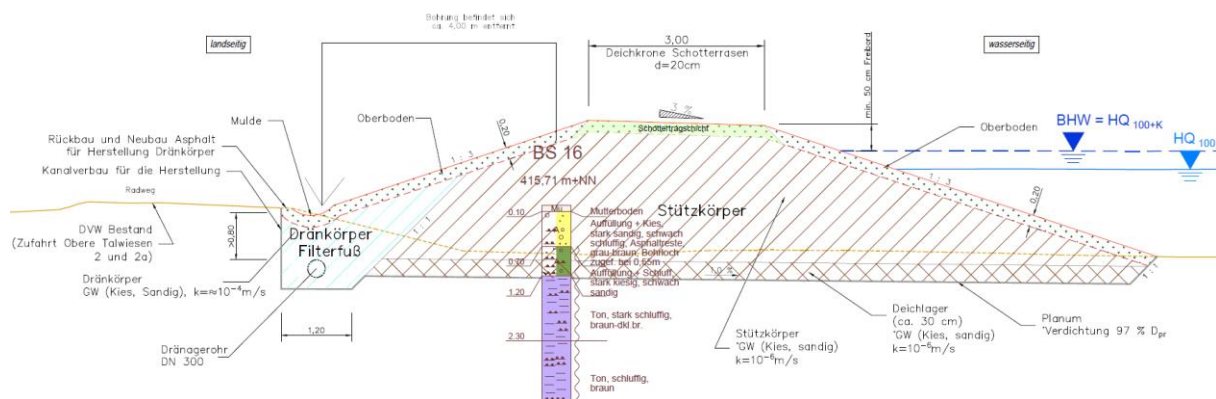 Bohrung befindet sich
ca. 4,00 m entfernt
landseitig
3,00
Deichkrone Schotterrasen
d=20cm
wasserseitig
min. 50 cm Freibord
Mulde
Oberboden
0,20
3 %
Schottertragschicht
Oberboden
BHW = HQ 100+K
HQ 100
Rückbau und Neubau Asphalt
für Herstellung Dränkörper
Kanalverbau für die Herstellung
Radweg
1 : 3
BS 16
415,71 m+NN
1 : 3
0,20
DVW Bestand
(Zufahrt Obere Talwiesen
2 und 2a)
>0,80
Dränkörper
Filterfuß
1:1
Stützkörper
Mu
0.10
Mutterboden
Auffüllung + Kies,
stark sandig, schwach
schluffig, Asphaltreste,
grau-braun, Bohrloch
zugef. bei 0.65m
0.70
Auffüllung + Schluff,
stark kiesig, schwach
sandig
1,0 %
1:1
1.20
Ton, stark schluffig,
braun-dkl.br.
2.30
Ton, schluffig,
braun
Dränkörper
GW (Kies, Sandig), k=≈10⁻⁴m/s
1,20
Dränagerohr
DN 300
Stützkörper
*GW (Kies, sandig)
k=10⁻⁶m/s
Deichlager
(ca. 30 cm)
*GW (Kies, sandig)
k=10⁻⁶m/s
Planum
*Verdichtung 97 % Dpr